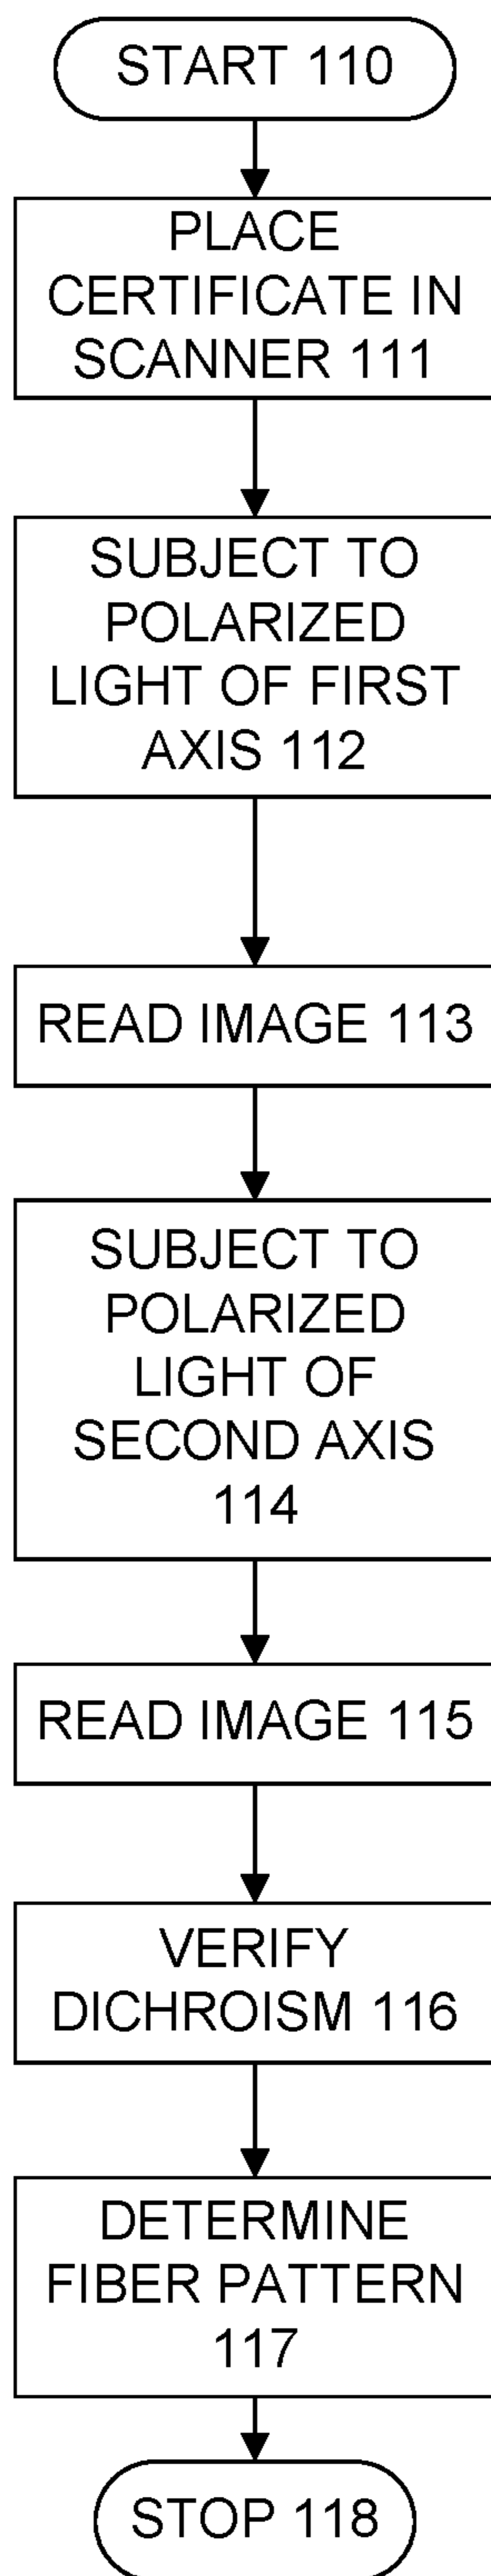 START 110
PLACE
CERTIFICATE IN
SCANNER 111
SUBJECT TO
POLARIZED
LIGHT OF FIRST
AXIS 112
READ IMAGE 113
SUBJECT TO
POLARIZED
LIGHT OF
SECOND AXIS
114
READ IMAGE 115
VERIFY
DICHROISM 116
DETERMINE
FIBER PATTERN
117
STOP 118